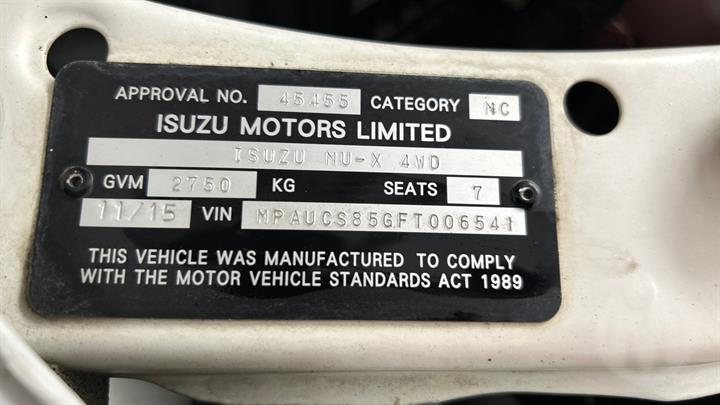 APPROVAL NO. 45455 CATEGORY NC
ISUZU MOTORS LIMITED
ISUZU MU-X 4WD
GVM 2750 KG SEATS 7
11/15 VIN MPAUCS85GFT006541
THIS VEHICLE WAS MANUFACTURED TO COMPLY
WITH THE MOTOR VEHICLE STANDARDS ACT 1989